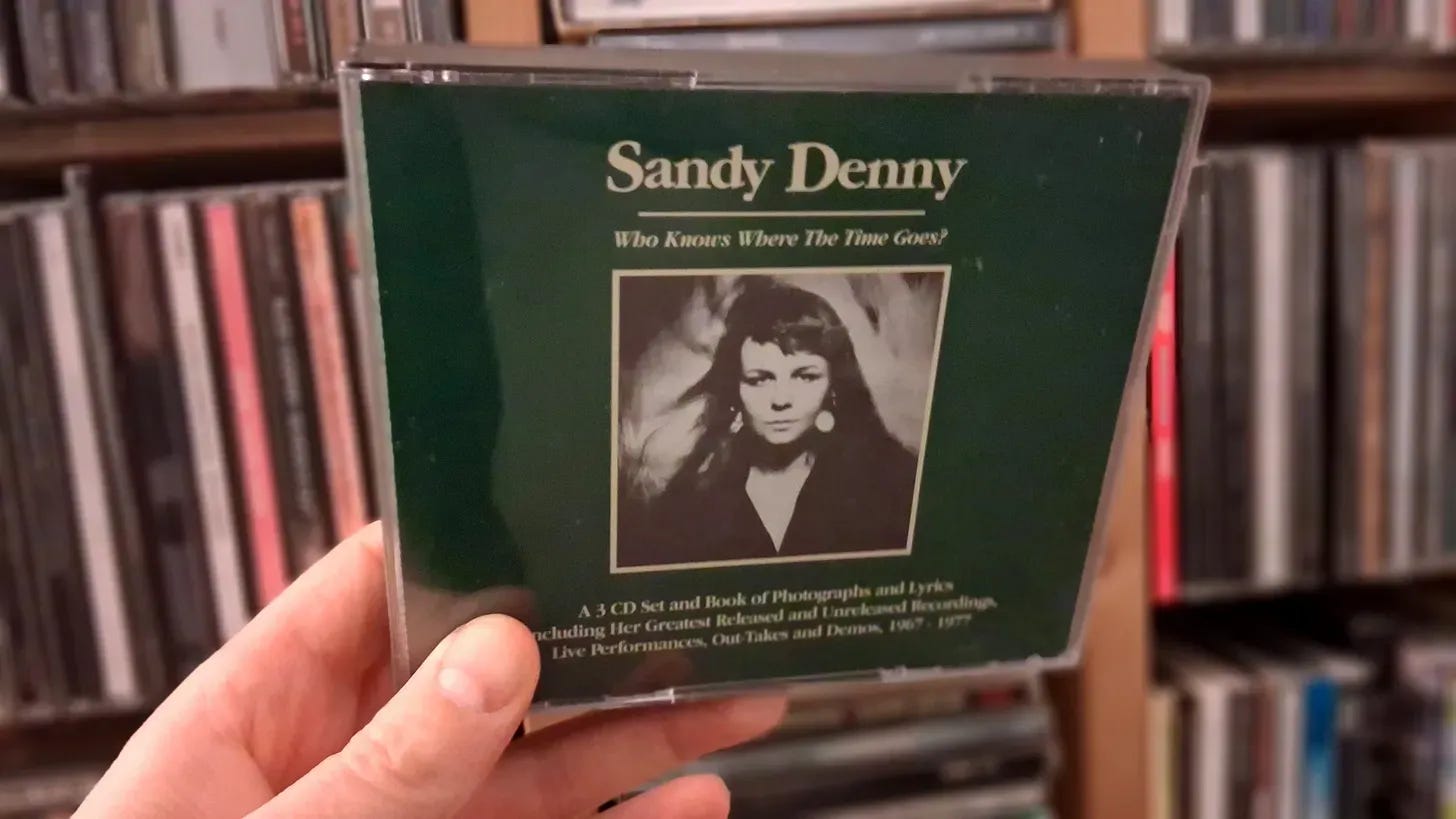 Sandy Denny
Who Knows Where The Time Goes?
A 3 CD Set and Book of Photographs and Lyrics
ncluding Her Greatest Released and Unreleased Recordings,
Live Performances, Out-Takes and Demos, 1967 - 1977